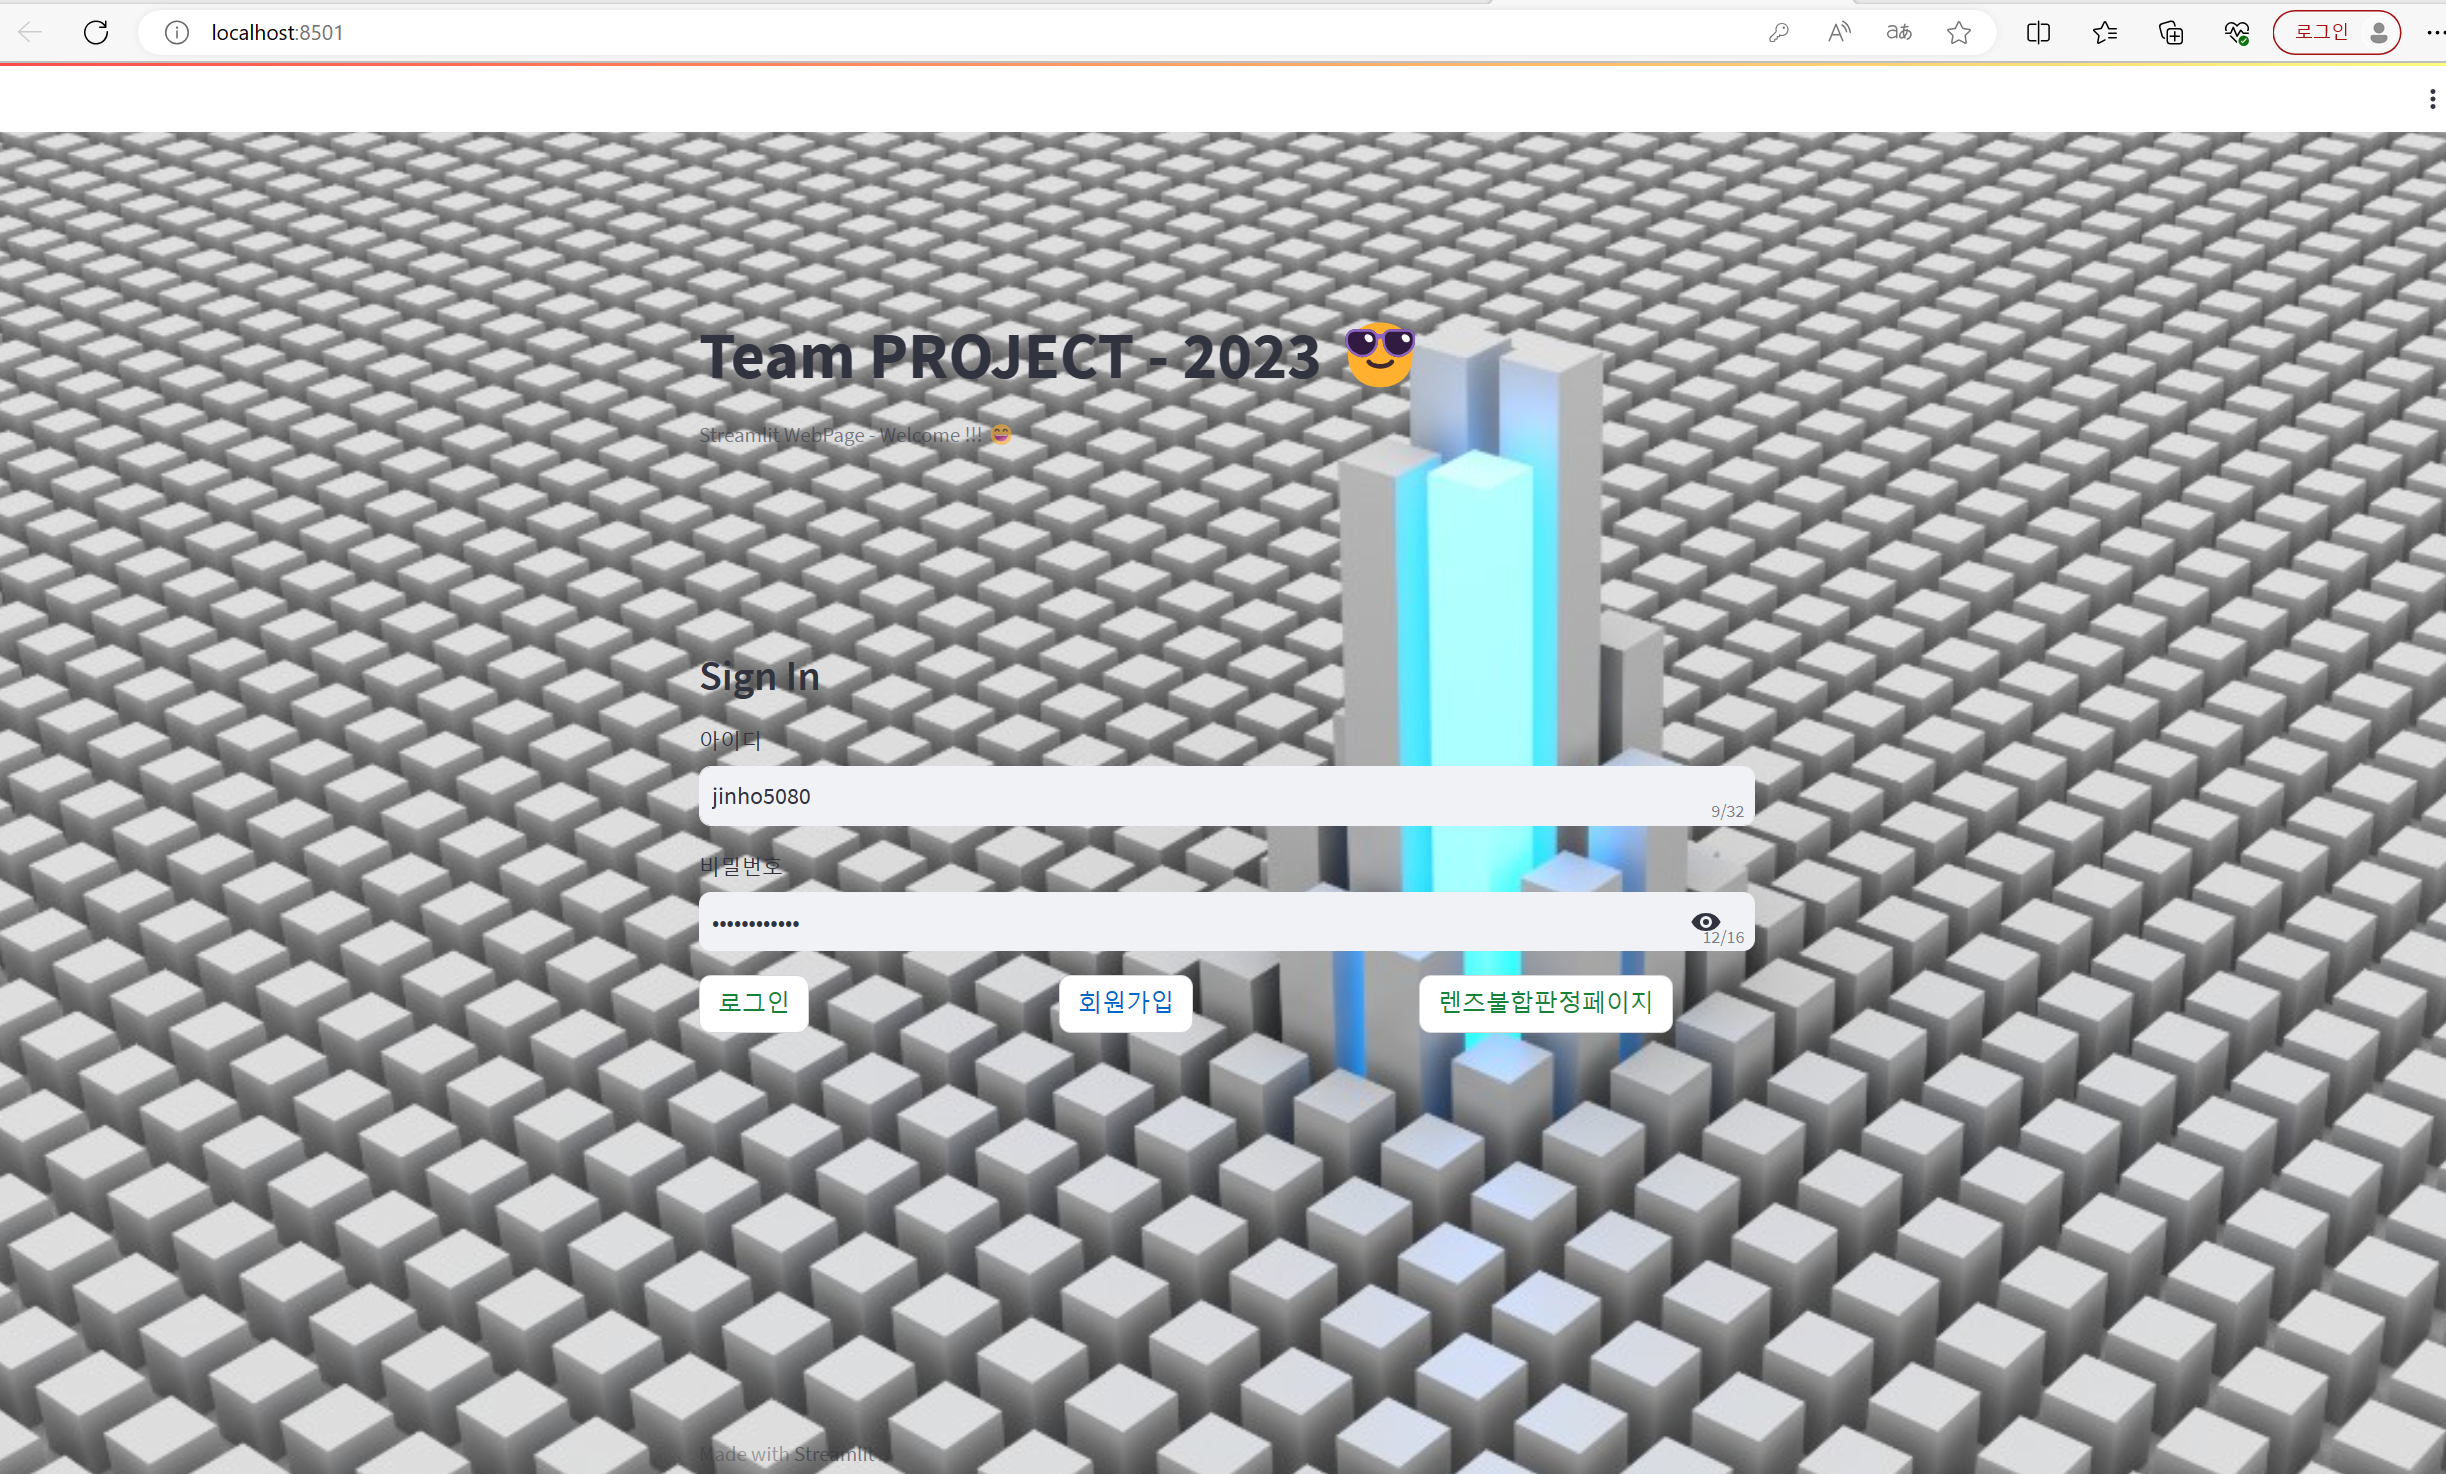 localhost:8501
로그인
Team PROJECT - 2023 😎
Streamlit WebPage - Welcome !!! 😄
Sign In
아이디
jinho5080
9/32
비밀번호
••••••••••••
12/16
로그인 회원가입 렌즈불합판정페이지
Made with Streamlit